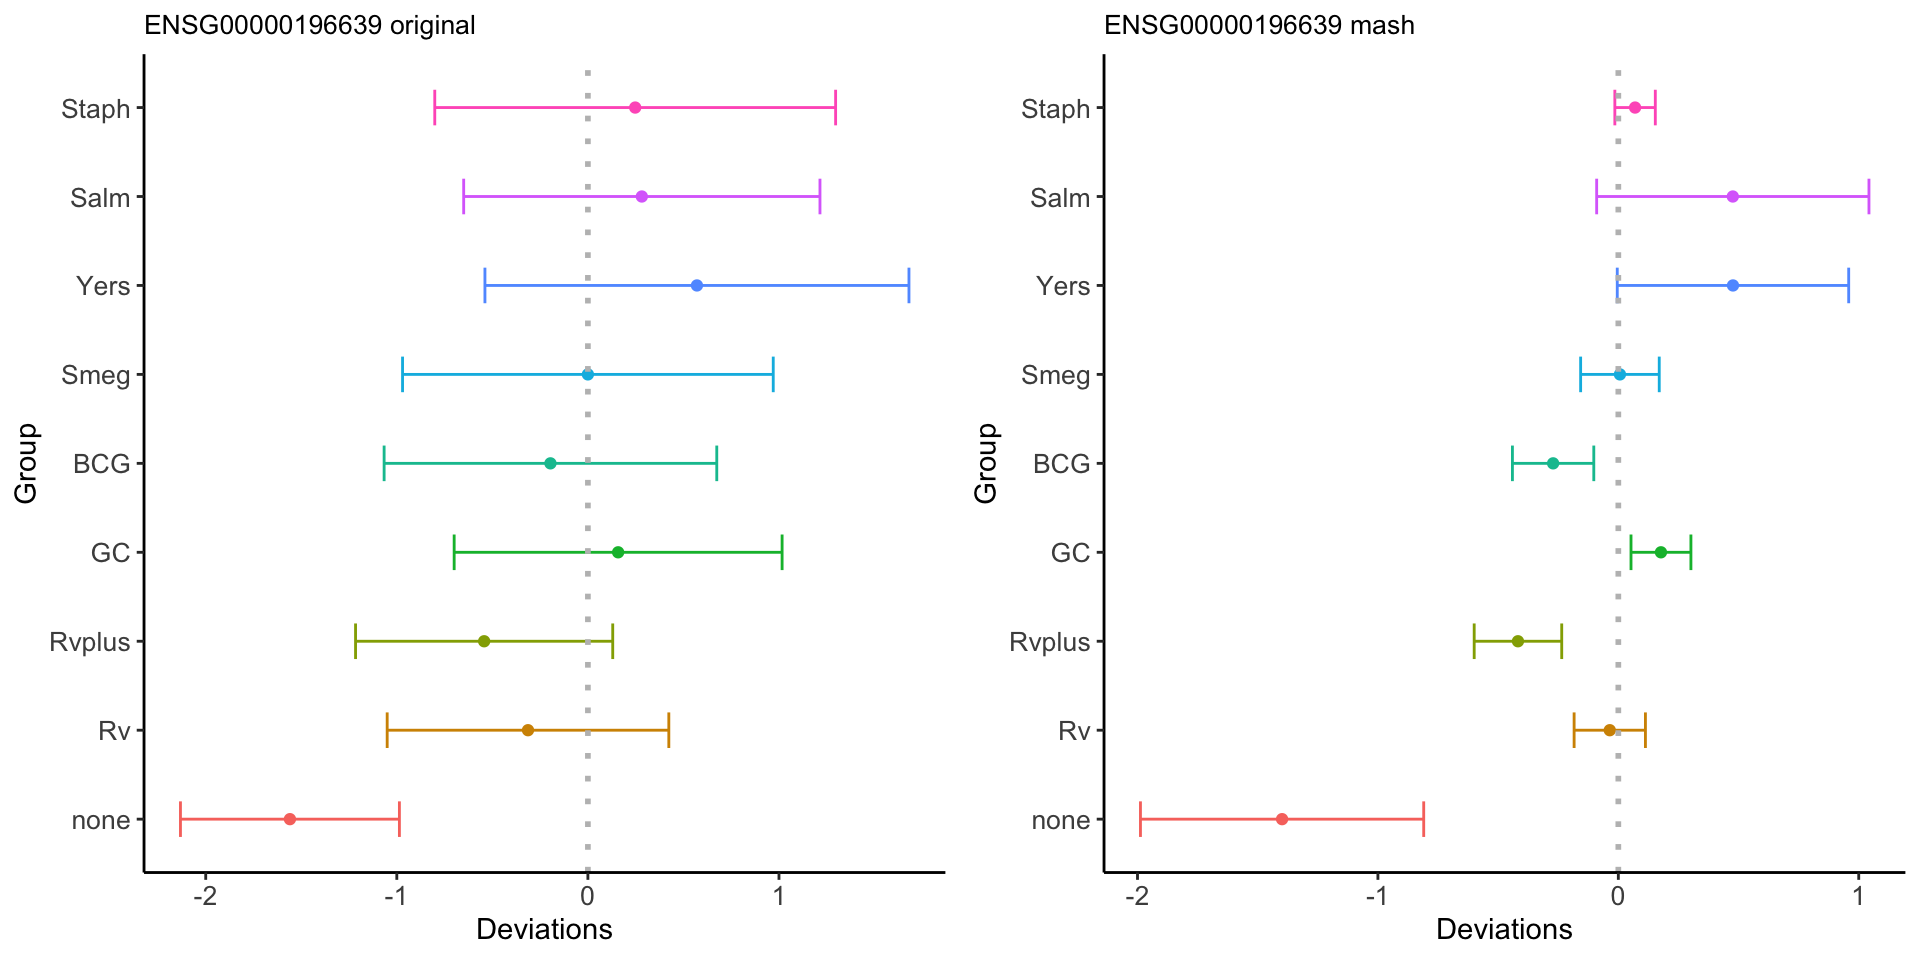 ENSG00000196639 original
Group
Staph
Salm
Yers
Smeg
BCG
GC
Rvplus
Rv
none
-2
-1
0
1
Deviations
ENSG00000196639 mash
Group
Staph
Salm
Yers
Smeg
BCG
GC
Rvplus
Rv
none
-2
-1
0
1
Deviations